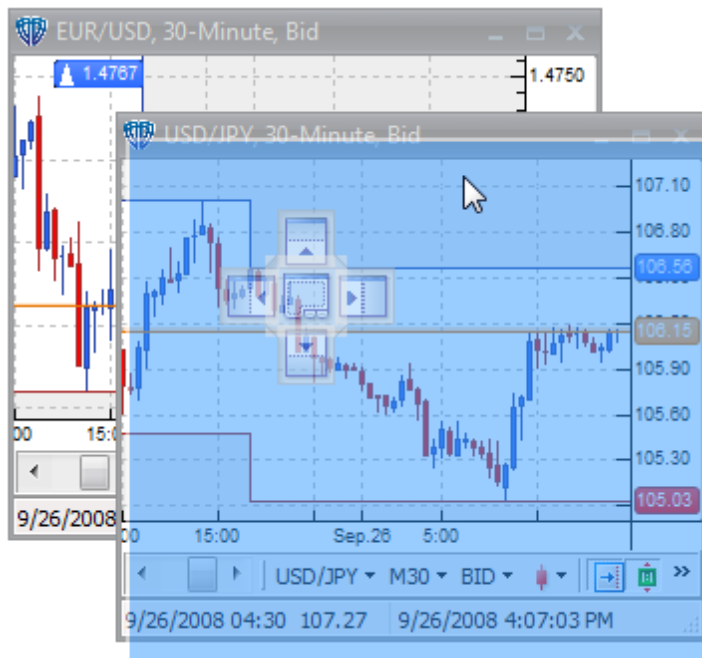 EUR/USD, 30-Minute, Bid
1.4767
1.4750
USD/JPY, 30-Minute, Bid
107.10
106.80
106.56
106.15
105.90
105.60
105.30
105.03
00 15:0
9/26/2008
00 15:00 Sep.26 5:00
USD/JPY M30 BID
9/26/2008 04:30 107.27 9/26/2008 4:07:03 PM